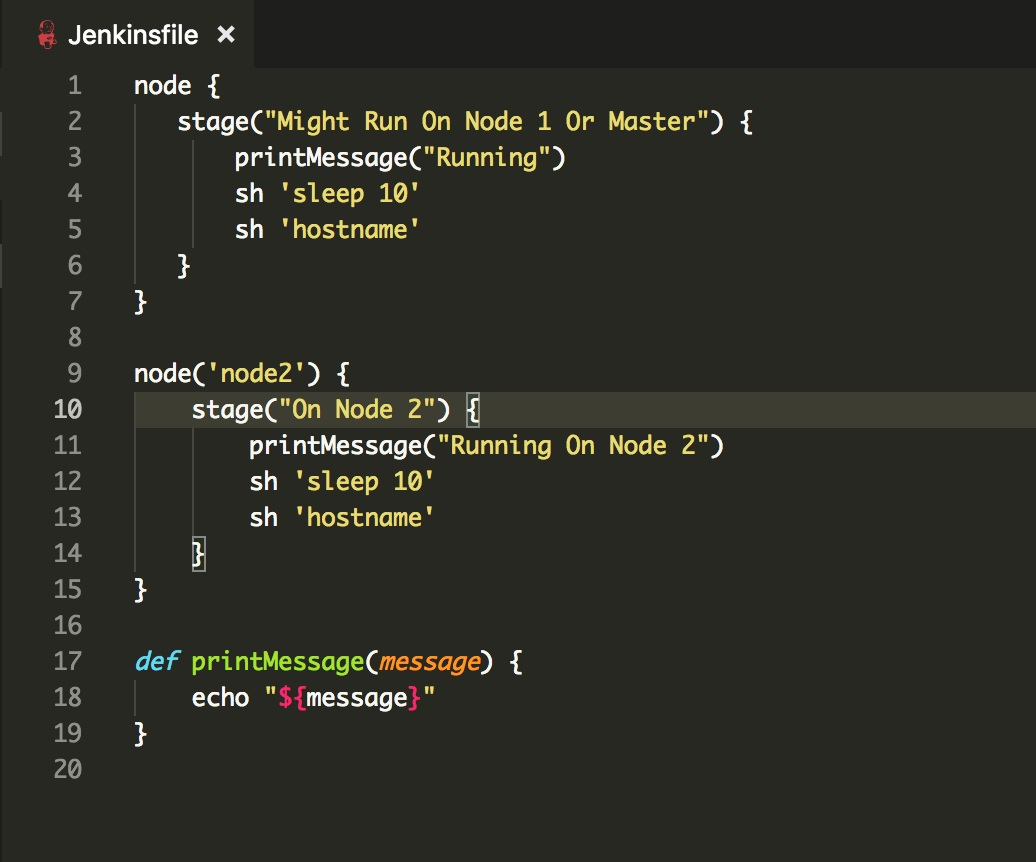 Jenkinsfile ×
1 node {
2    stage("Might Run On Node 1 Or Master") {
3        printMessage("Running")
4        sh 'sleep 10'
5        sh 'hostname'
6    }
7 }
8
9 node('node2') {
10     stage("On Node 2") {
11         printMessage("Running On Node 2")
12         sh 'sleep 10'
13         sh 'hostname'
14     }
15 }
16
17 def printMessage(message) {
18     echo "${message}"
19 }
20